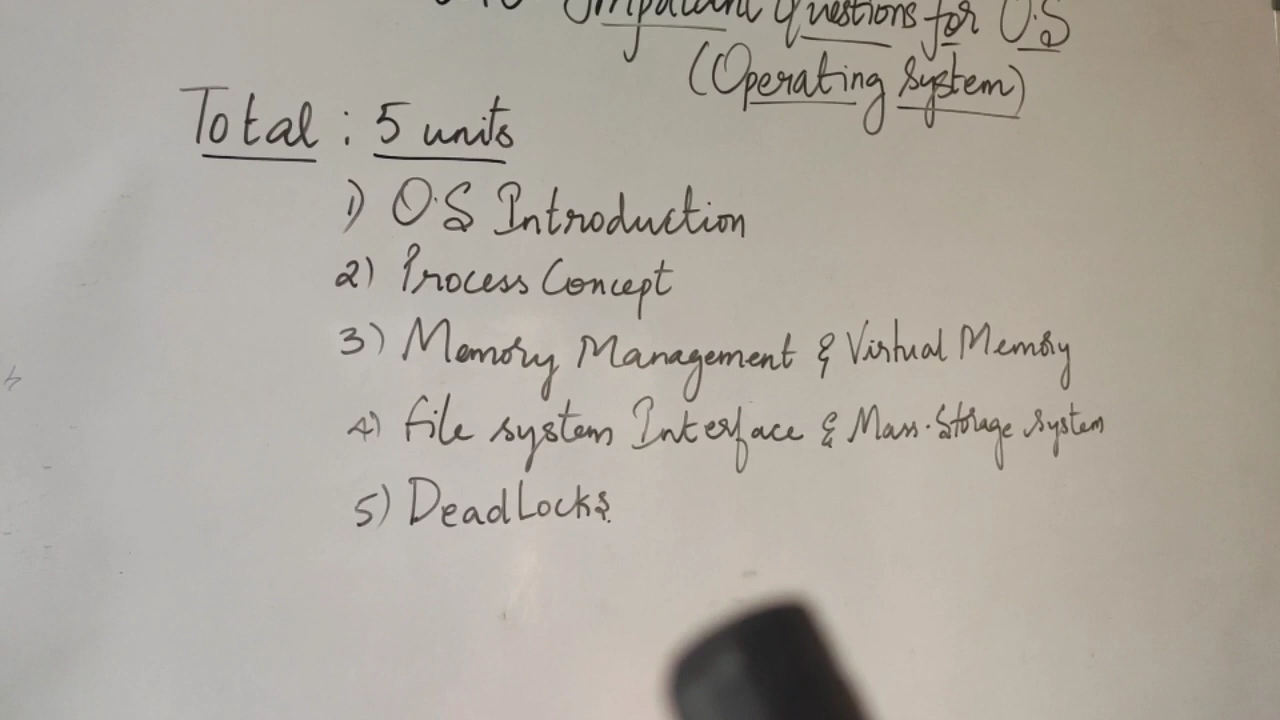 Important Questions for O.S
(Operating System)
Total : 5 units
1) O.S Introduction
2) Process Concept
3) Memory Management & Virtual Memory
4) File system Interface & Mass-Storage system
5) DeadLocks